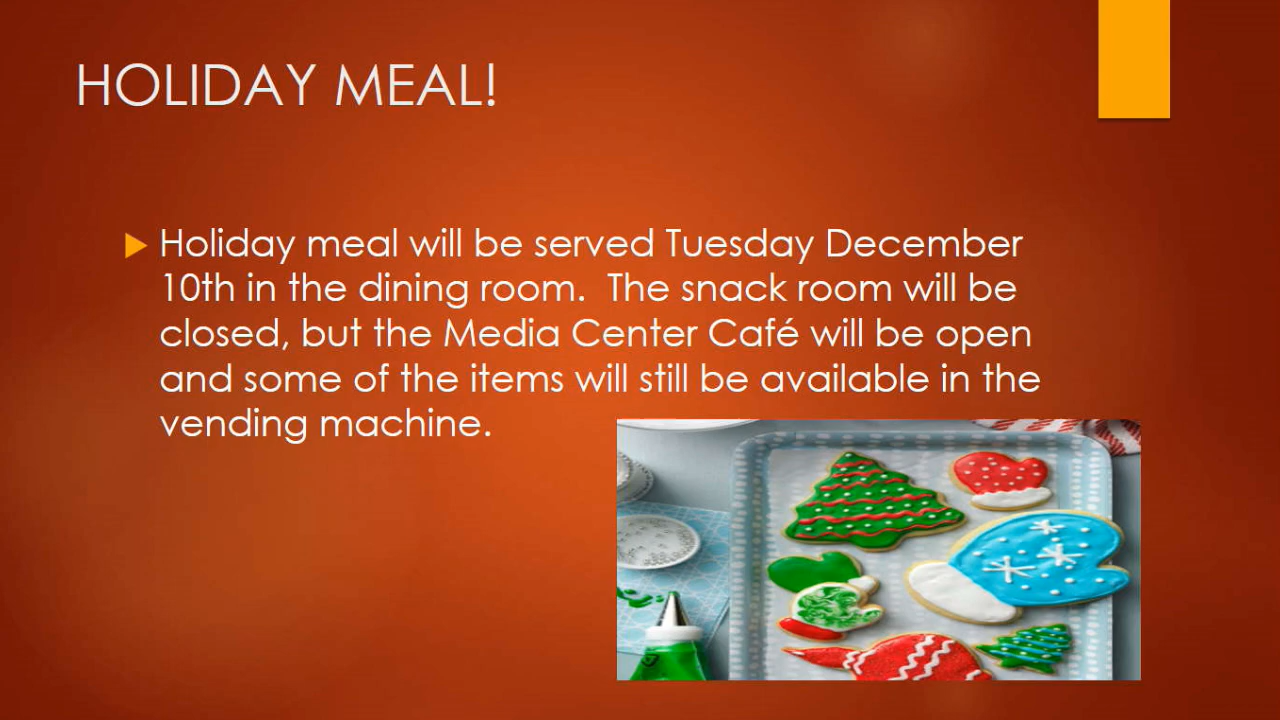 HOLIDAY MEAL!
Holiday meal will be served Tuesday December
10th in the dining room.  The snack room will be
closed, but the Media Center Café will be open
and some of the items will still be available in the
vending machine.